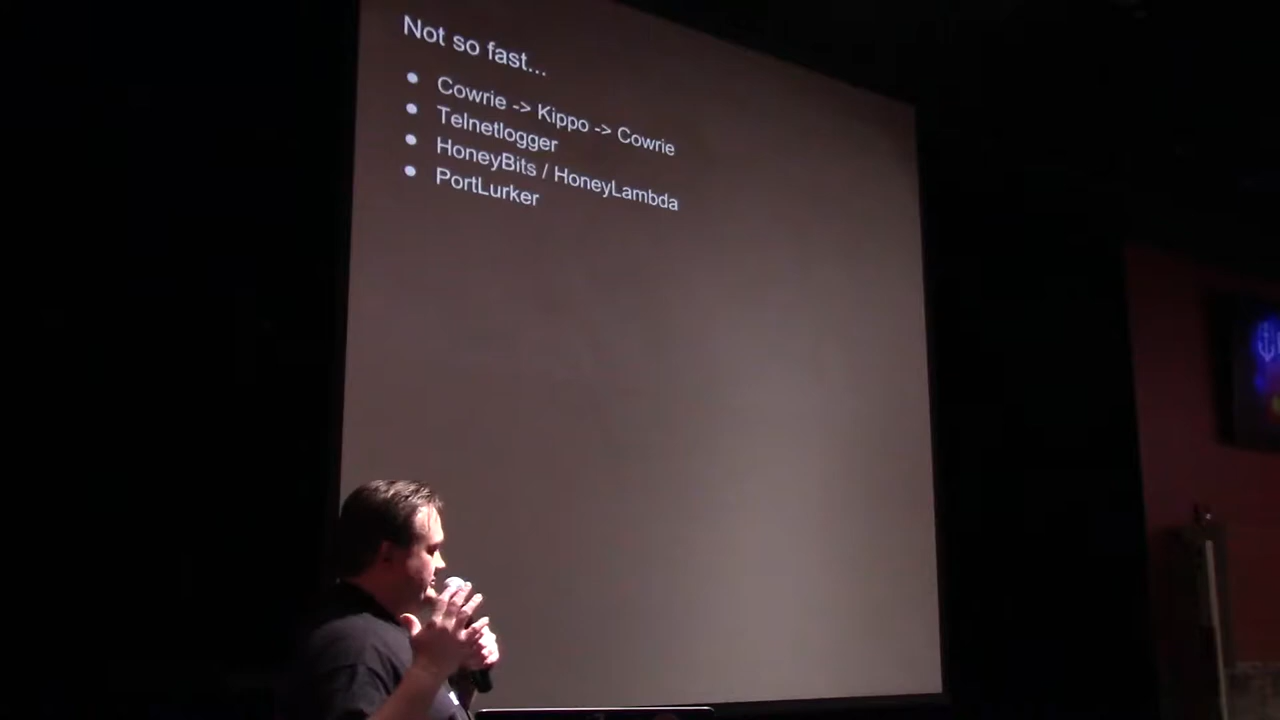 Not so fast...
● Cowrie -> Kippo -> Cowrie
● Telnetlogger
● HoneyBits / HoneyLambda
● PortLurker